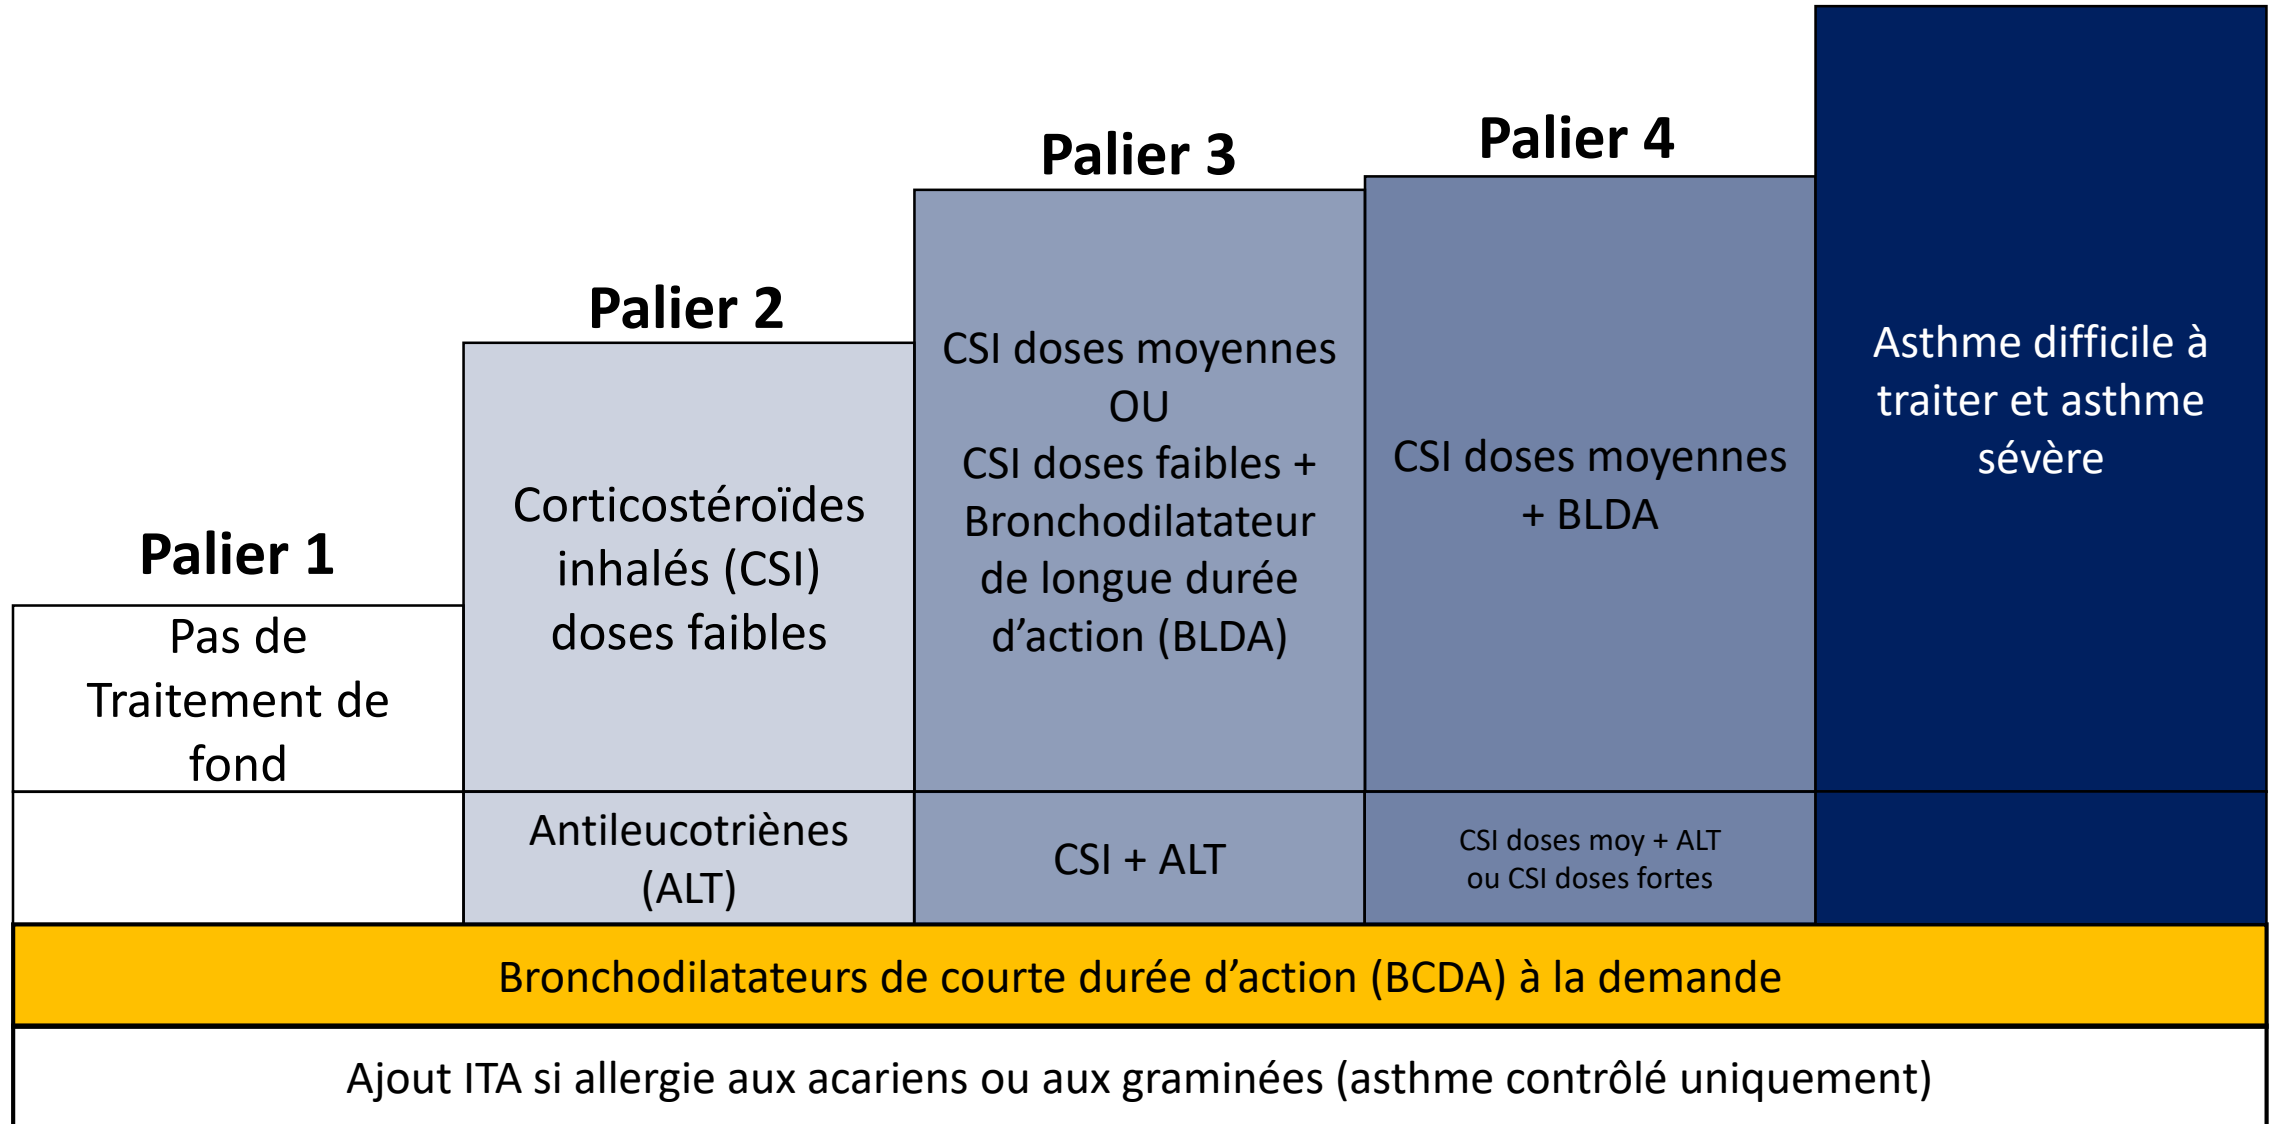 Palier 1
Pas de
Traitement de
fond
Palier 2
Corticostéroïdes
inhalés (CSI)
doses faibles
Antileucotriènes
(ALT)
Palier 3
CSI doses moyennes
OU
CSI doses faibles +
Bronchodilatateur
de longue durée
d’action (BLDA)
CSI + ALT
Palier 4
CSI doses moyennes
+ BLDA
CSI doses moy + ALT
ou CSI doses fortes
Asthme difficile à
traiter et asthme
sévère
Bronchodilatateurs de courte durée d’action (BCDA) à la demande
Ajout ITA si allergie aux acariens ou aux graminées (asthme contrôlé uniquement)